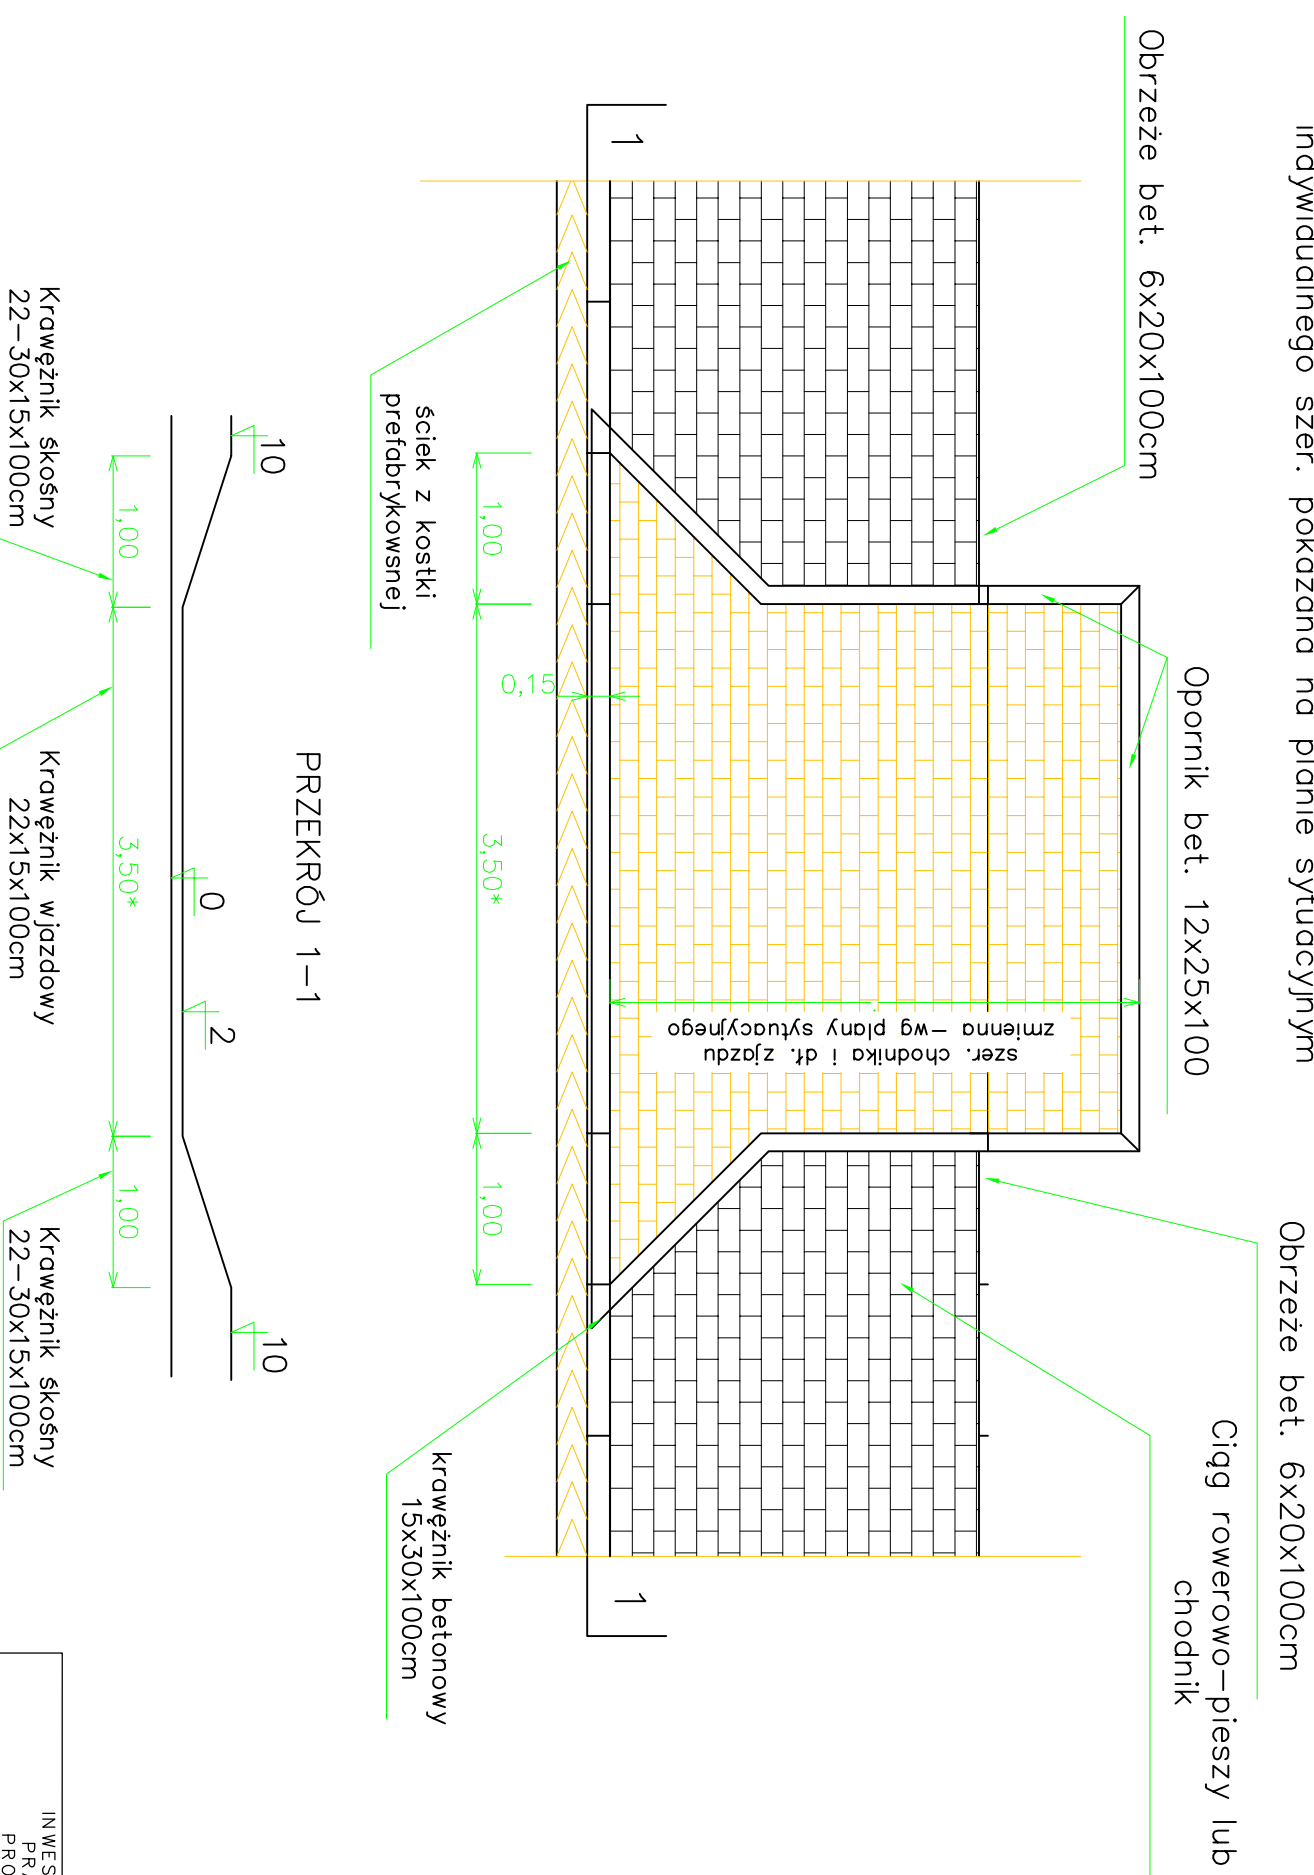 indywidualnego szer. pokazana na planie sytuacyjnym
Obrzeże bet. 6x20x100cm
Obrzeże bet. 6x20x100cm
Ciąg rowerowo-pieszy lub
chodnik
Opornik bet. 12x25x100
1
1
szer. chodnika i dł. zjazdu
zmienna -wg plany sytuacyjnego
0,15
1,00
3,50*
1,00
ściek z kostki
prefabrykowsnej
krawężnik betonowy
15x30x100cm
PRZEKRÓJ 1-1
10
0
2
10
1,00
3,50*
1,00
Krawężnik skośny
22-30x15x100cm
Krawężnik wjazdowy
22x15x100cm
Krawężnik skośny
22-30x15x100cm
INWES
PR
PRO